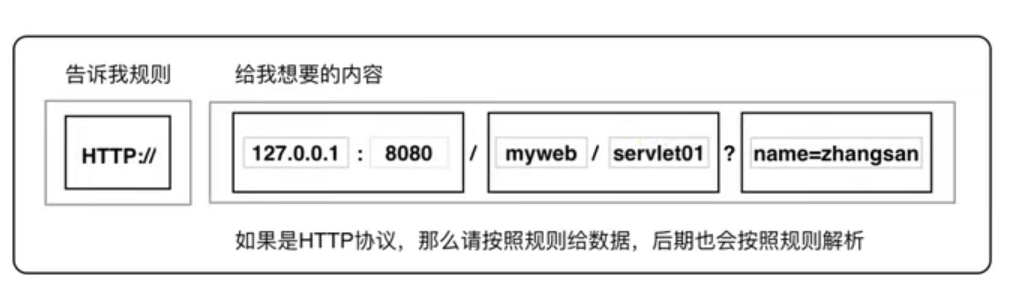 告诉我规则 给我想要的内容
HTTP:// 127.0.0.1 : 8080 / myweb / servlet01 ? name=zhangsan
如果是HTTP协议，那么请按照规则给数据，后期也会按照规则解析